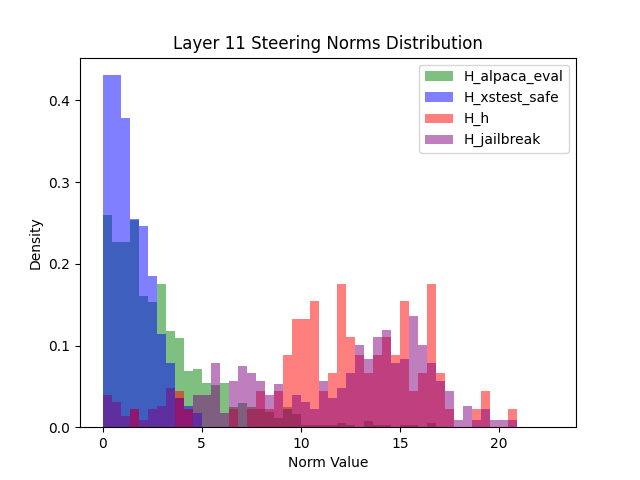 Layer 11 Steering Norms Distribution
H_alpaca_eval
H_xstest_safe
H_h
H_jailbreak
Density
0.4
0.3
0.2
0.1
0.0
0 5 10 15 20
Norm Value